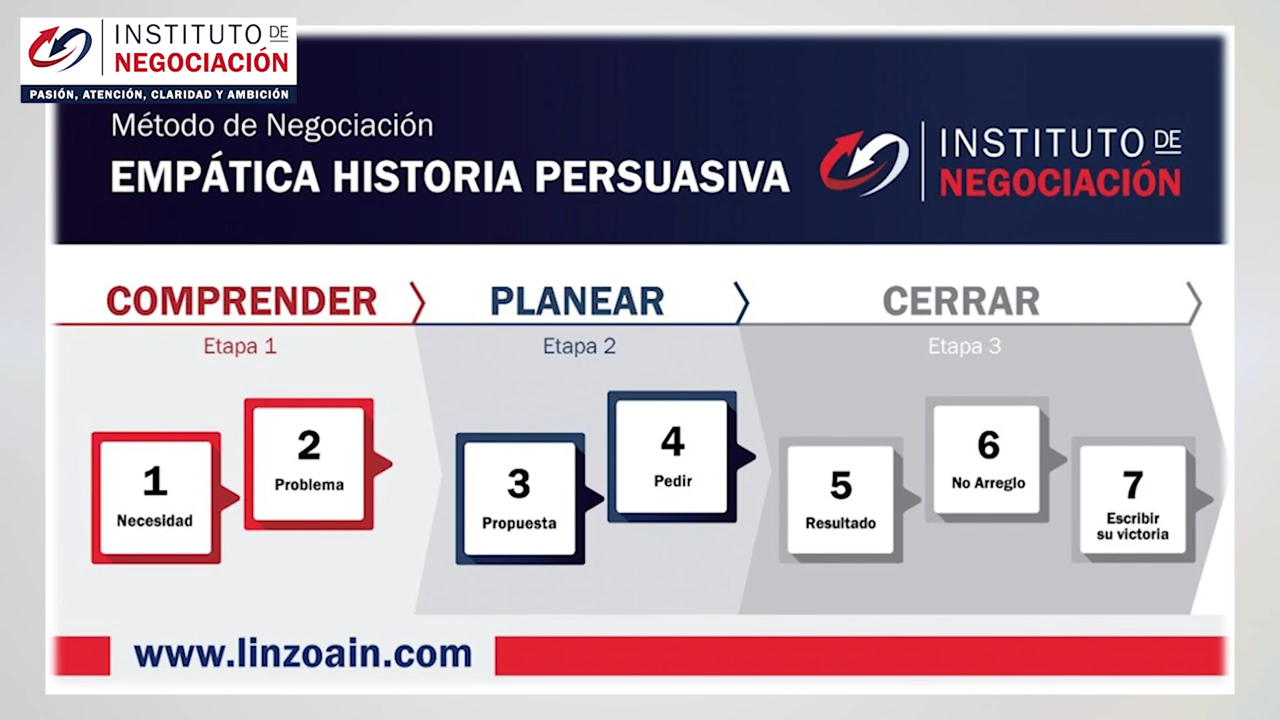 INSTITUTO DE
NEGOCIACIÓN
PASIÓN, ATENCIÓN, CLARIDAD Y AMBICIÓN
Método de Negociación
EMPÁTICA HISTORIA PERSUASIVA
INSTITUTO DE
NEGOCIACIÓN
COMPRENDER
Etapa 1
PLANEAR
Etapa 2
CERRAR
Etapa 3
1
Necesidad
2
Problema
3
Propuesta
4
Pedir
5
Resultado
6
No Arreglo
7
Escribir
su victoria
www.linzoain.com